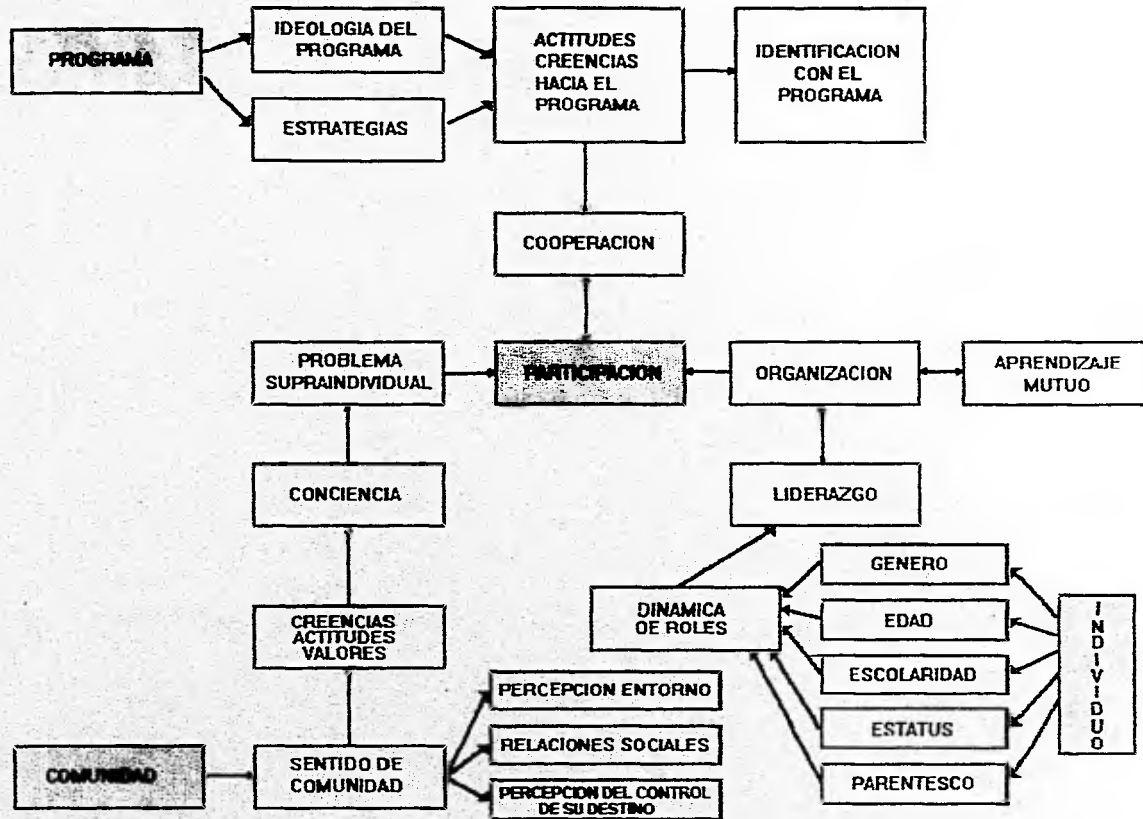 PROGRAMA
IDEOLOGIA DEL
PROGRAMA
ESTRATEGIAS
ACTITUDES
CREENCIAS
HACIA EL
PROGRAMA
IDENTIFICACION
CON EL
PROGRAMA
COOPERACION
PROBLEMA
SUPRAINDIVIDUAL
PARTICIPACION
ORGANIZACION
APRENDIZAJE
MUTUO
CONCIENCIA
LIDERAZGO
CREENCIAS
ACTITUDES
VALORES
DINAMICA
DE ROLES
GENERO
EDAD
ESCOLARIDAD
ESTATUS
PARENTESCO
INDIVIDUO
COMUNIDAD
SENTIDO DE
COMUNIDAD
PERCEPCION ENTORNO
RELACIONES SOCIALES
PERCEPCION DEL CONTROL
DE SU DESTINO